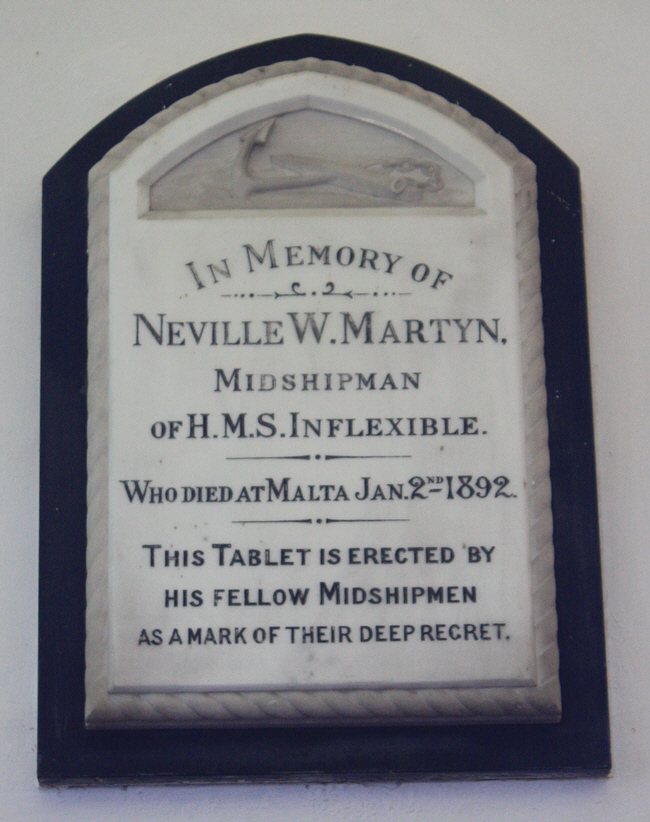 In Memory of
Neville W. Martyn.
Midshipman
of H.M.S. Inflexible.
Who died at Malta Jan. 2nd 1892.
This Tablet is erected by
his fellow Midshipmen
as a mark of their deep regret.